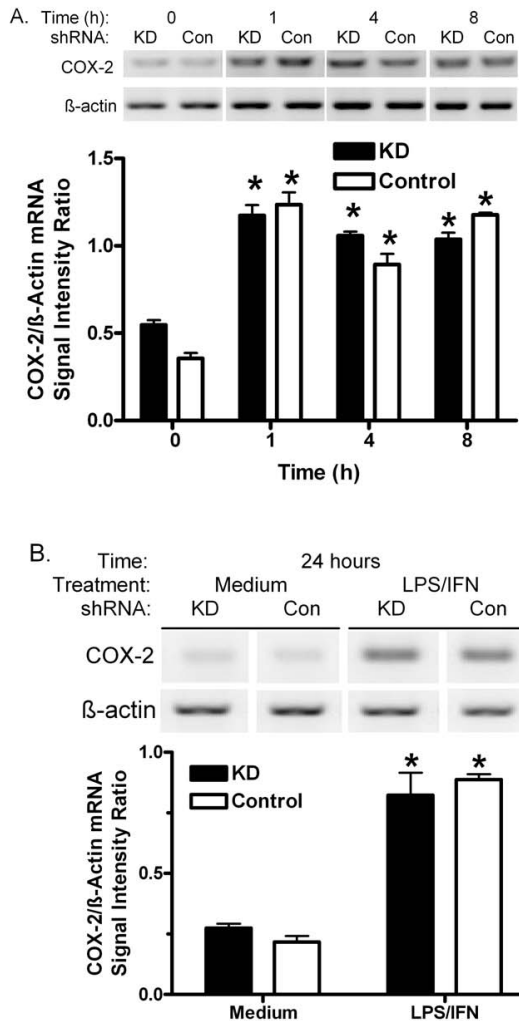 A. Time (h): 0 1 4 8
shRNA: KD Con KD Con KD Con KD Con
COX-2
ß-actin
COX-2/ß-Actin mRNA
Signal Intensity Ratio
1.5
1.0
0.5
0.0
KD
Control
* * * * * *
0 1 4 8
Time (h)
B. Time: 24 hours
Treatment: Medium LPS/IFN
shRNA: KD Con KD Con
COX-2
ß-actin
COX-2/ß-Actin mRNA
Signal Intensity Ratio
1.0
0.5
0.0
KD
Control
* *
Medium LPS/IFN